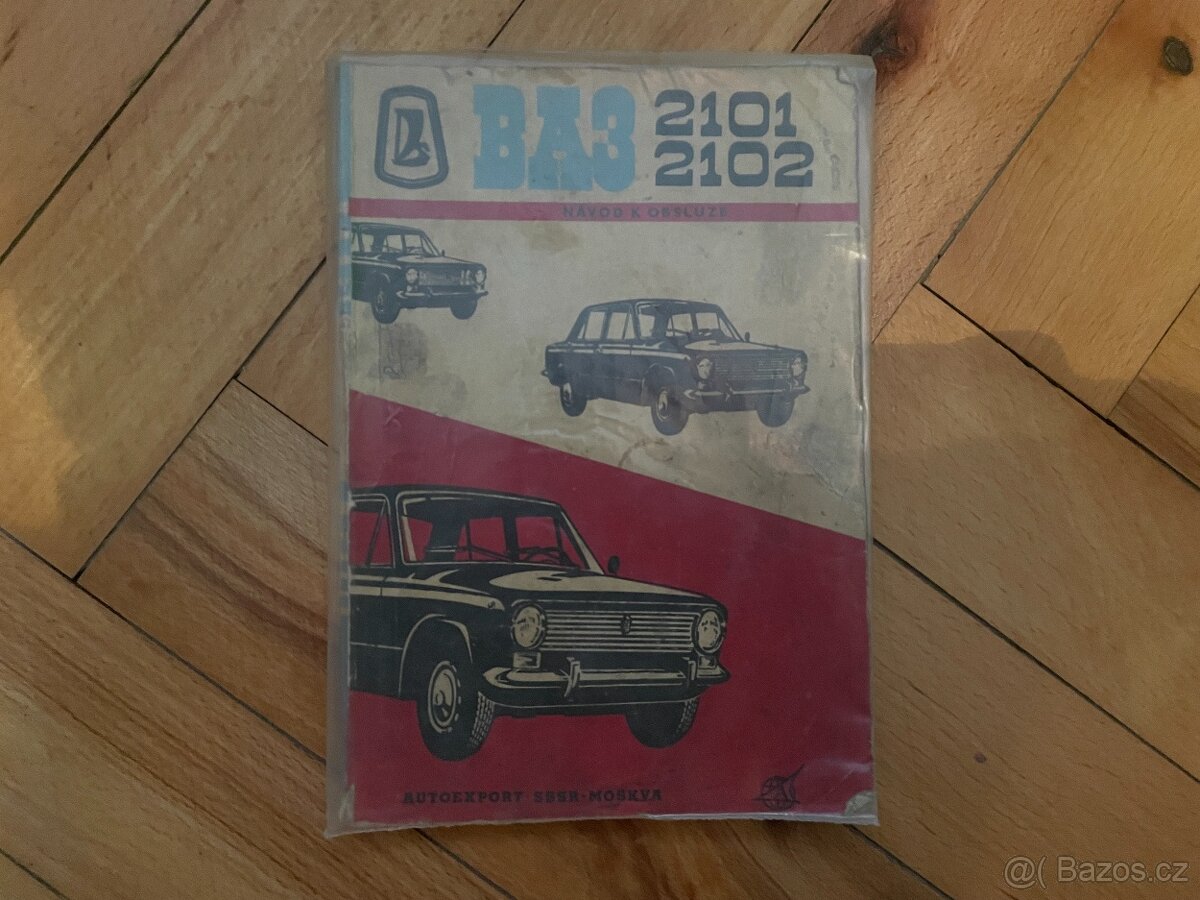 ВАЗ 2101
2102
NÁVOD K OBSLUZE
AUTOEXPORT SSSR-MOSKVA
@( Bazos.cz